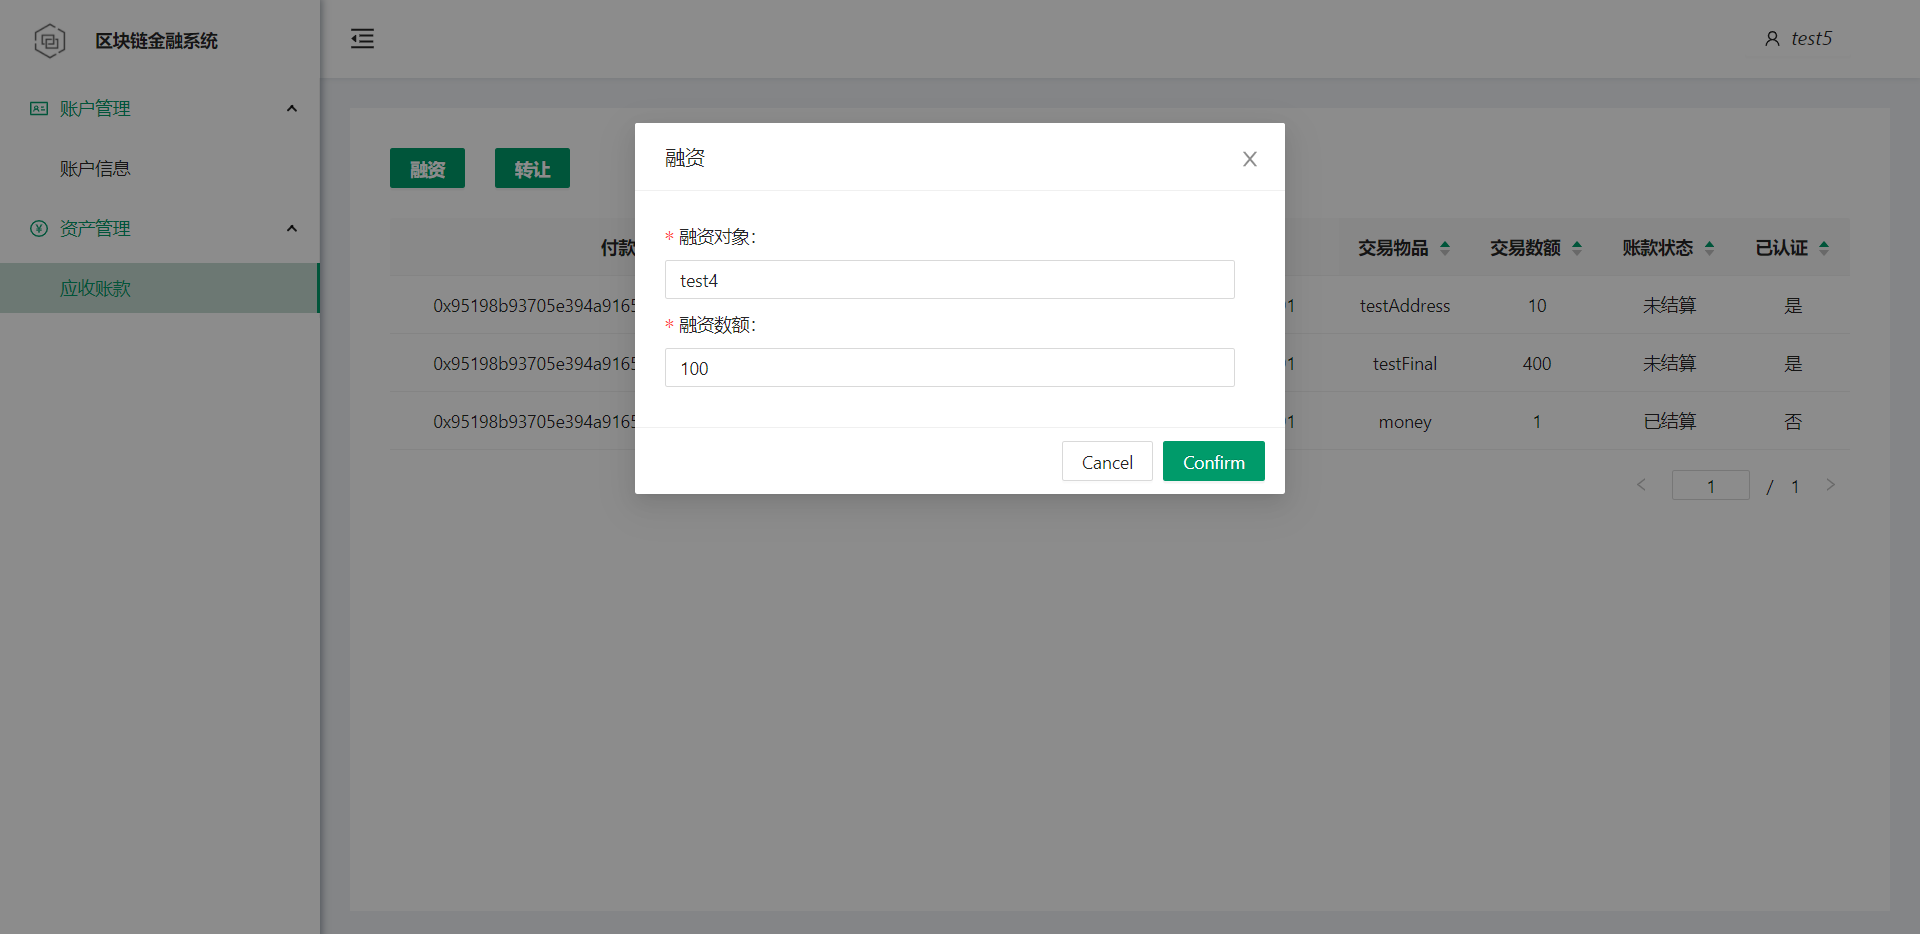 区块链金融系统
test5
账户管理
账户信息
资产管理
应收账款
融资 转让
付款 交易物品 交易数额 账款状态 已认证
0x95198b93705e394a9165 1 testAddress 10 未结算 是
0x95198b93705e394a9165 1 testFinal 400 未结算 是
0x95198b93705e394a9165 1 money 1 已结算 否
1 / 1
融资
* 融资对象:
test4
* 融资数额:
100
Cancel Confirm